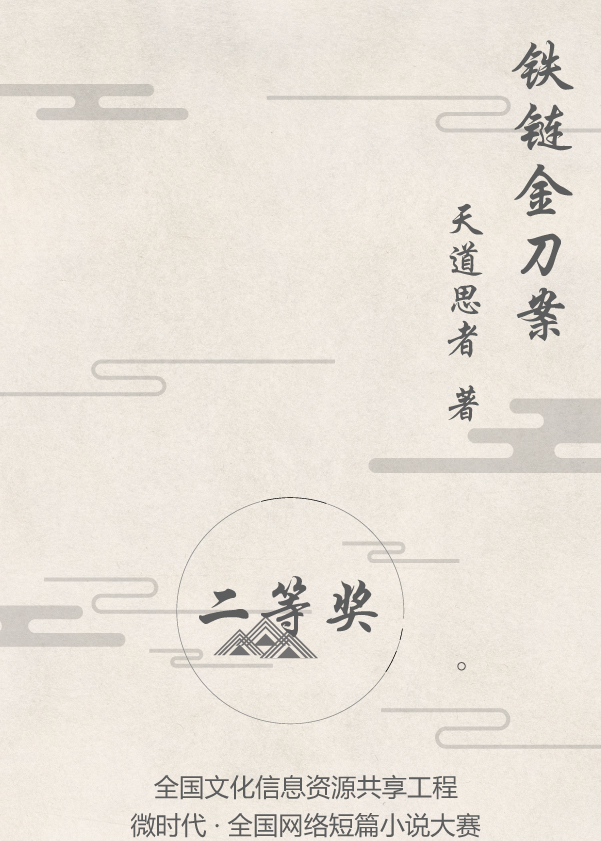 铁链金刀案
天道思者 著
二等奖
全国文化信息资源共享工程
微时代·全国网络短篇小说大赛